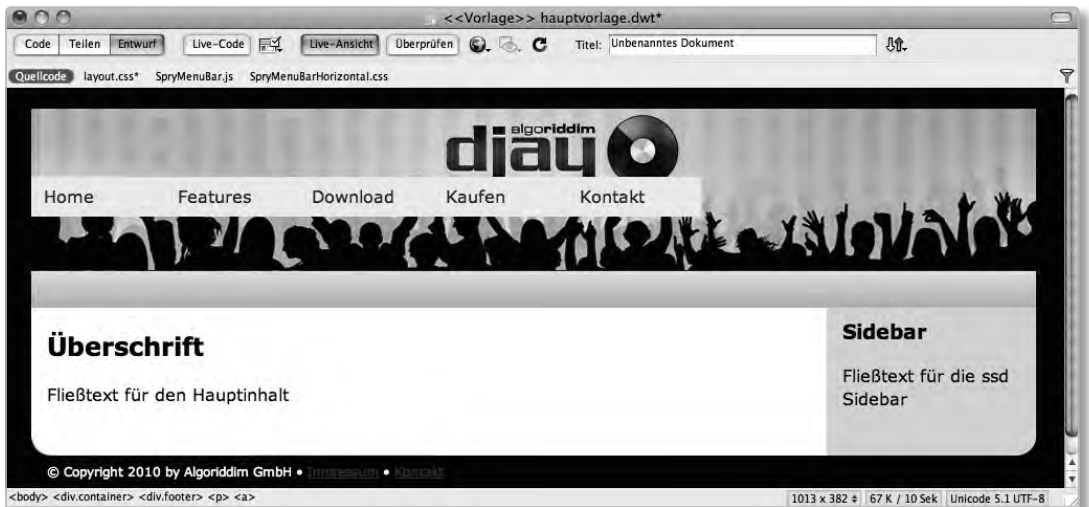 <<Vorlage>> hauptvorlage.dwt*
Code Teilen Entwurf Live-Code Live-Ansicht Überprüfen Titel: Unbenanntes Dokument
Quellcode layout.css* SpryMenuBar.js SpryMenuBarHorizontal.css
algoriddim
djay
Home Features Download Kaufen Kontakt
Überschrift
Fließtext für den Hauptinhalt
Sidebar
Fließtext für die ssd
Sidebar
© Copyright 2010 by Algoriddim GmbH • Impressum • Kontakt
<body> <div.container> <div.footer> <p> <a> 1013 x 382 67 K / 10 Sek Unicode 5.1 UTF-8